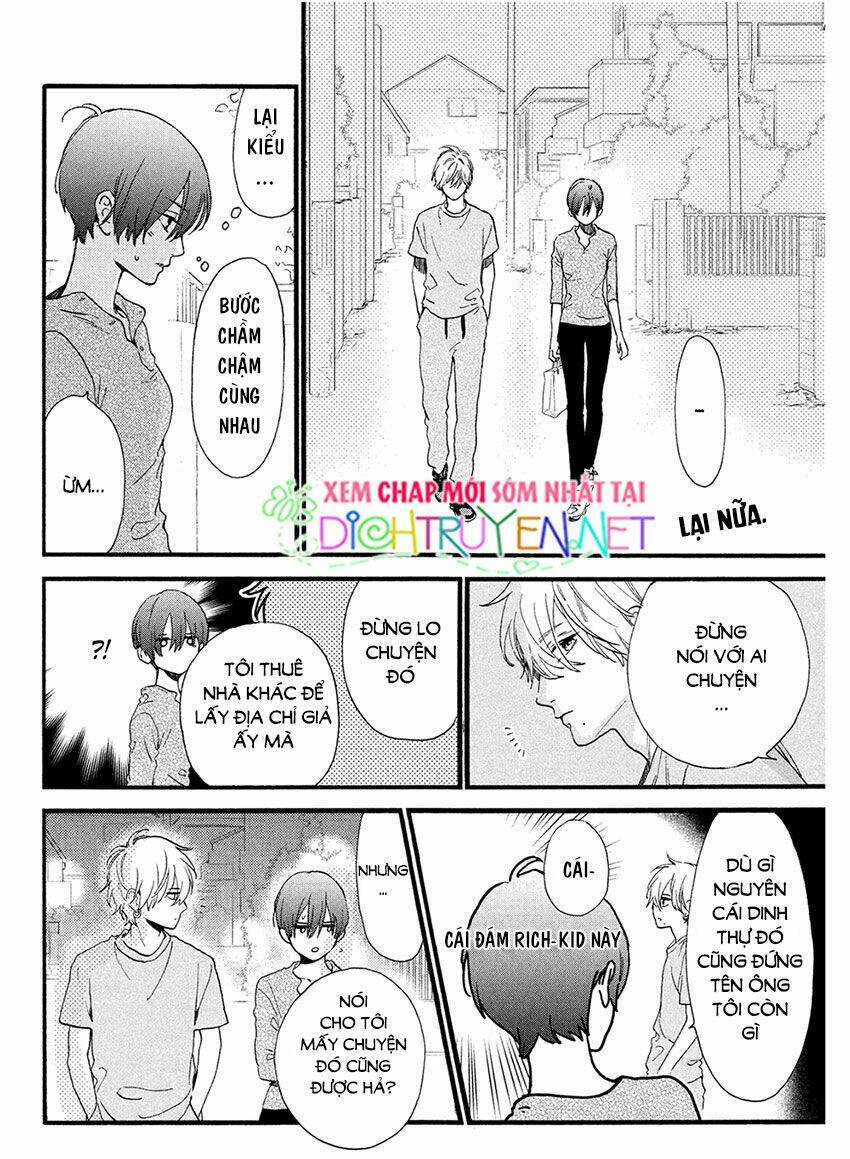 ...
LẠI NỮA.
LẠI
KIỂU
...
BƯỚC
CHẦM
CHẬM
CÙNG
NHAU
ỪM...
XEM CHAP MỚI SỚM NHẤT TẠI
DICHTRUYEN.NET
ĐỪNG
NÓI VỚI AI
CHUYỆN
...
ĐỪNG LO
CHUYỆN
ĐÓ
TÔI THUÊ
NHÀ KHÁC ĐỂ
LẤY ĐỊA CHỈ GIẢ
ẤY MÀ
?!
DÙ GÌ
NGUYÊN
CÁI DINH
THỰ ĐÓ
CŨNG ĐỨNG
TÊN ÔNG
TÔI CÒN
GÌ
CÁI-
CÁI ĐÁM RICH-KID NÀY
NHƯNG
...
NÓI
CHO TÔI
MẤY CHUYỆN
ĐÓ CŨNG
ĐƯỢC HẢ?